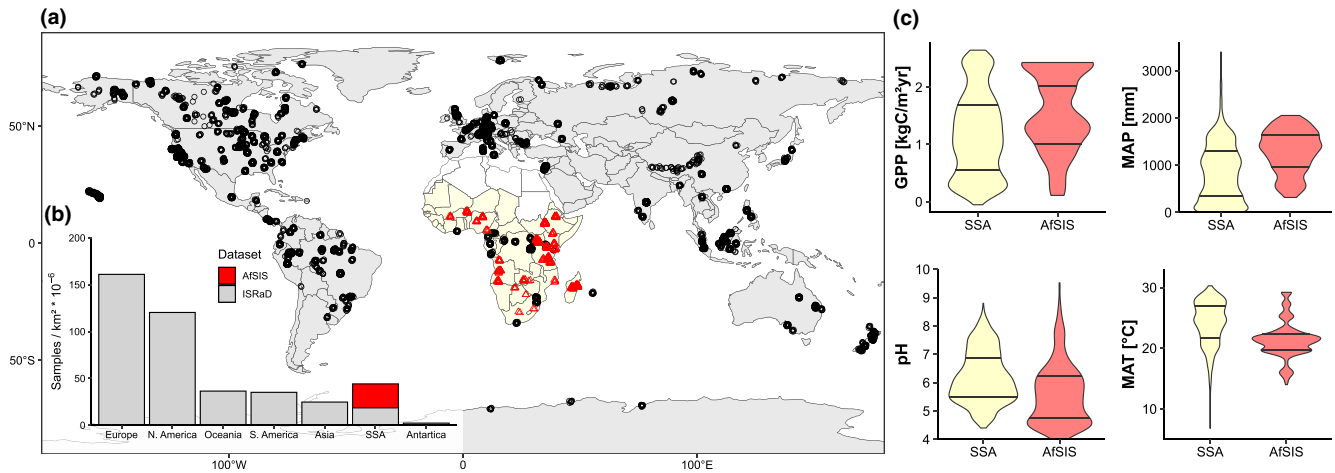 (a)
50°N
0
50°S
100°W
0
100°E
(b)
Samples / km² * 10⁻⁶
200
150
100
50
0
Europe
N. America
Oceania
S. America
Asia
SSA
Antartica
Dataset
AfSIS
ISRaD
(c)
GPP [kgC/m²yr]
2
1
0
SSA
AfSIS
MAP [mm]
3000
2000
1000
0
SSA
AfSIS
pH
10
9
8
7
6
5
4
SSA
AfSIS
MAT [°C]
30
20
10
SSA
AfSIS